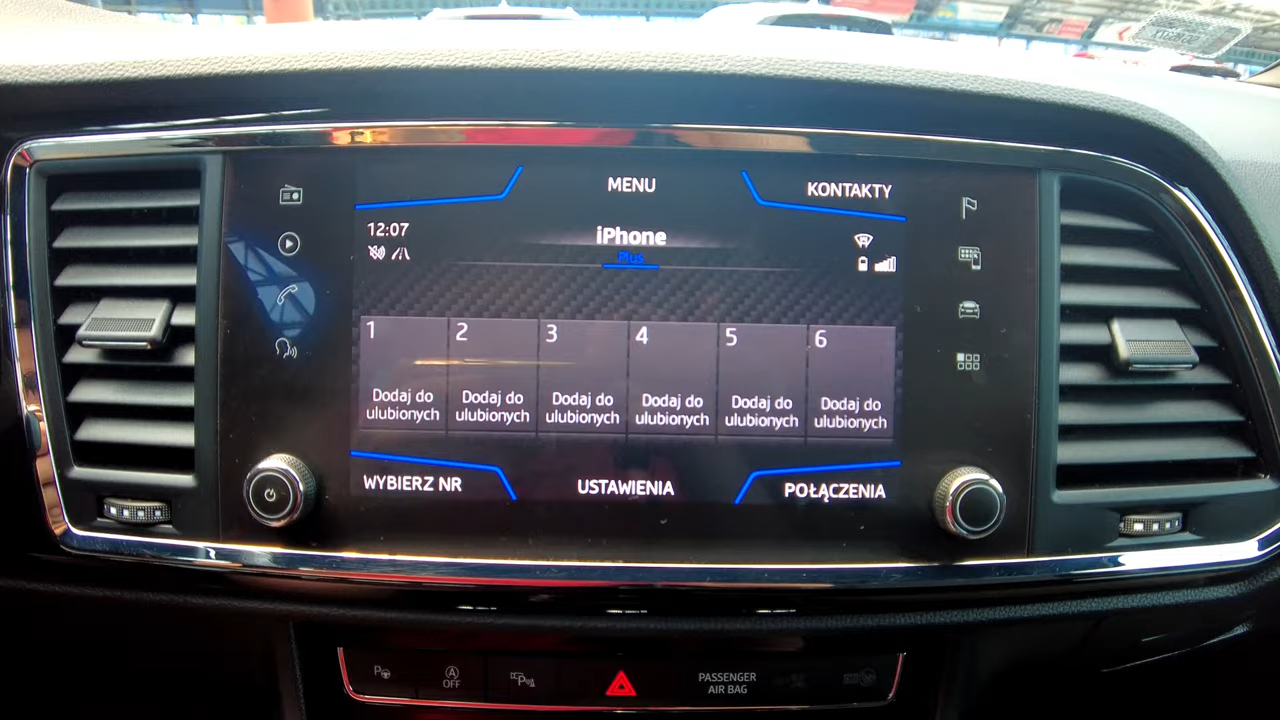 MENU
KONTAKTY
12:07
iPhone
Plus
1
2
3
4
5
6
Dodaj do
ulubionych
Dodaj do
ulubionych
Dodaj do
ulubionych
Dodaj do
ulubionych
Dodaj do
ulubionych
Dodaj do
ulubionych
WYBIERZ NR
USTAWIENIA
POŁĄCZENIA
P
A
OFF
P
PASSENGER
AIR BAG